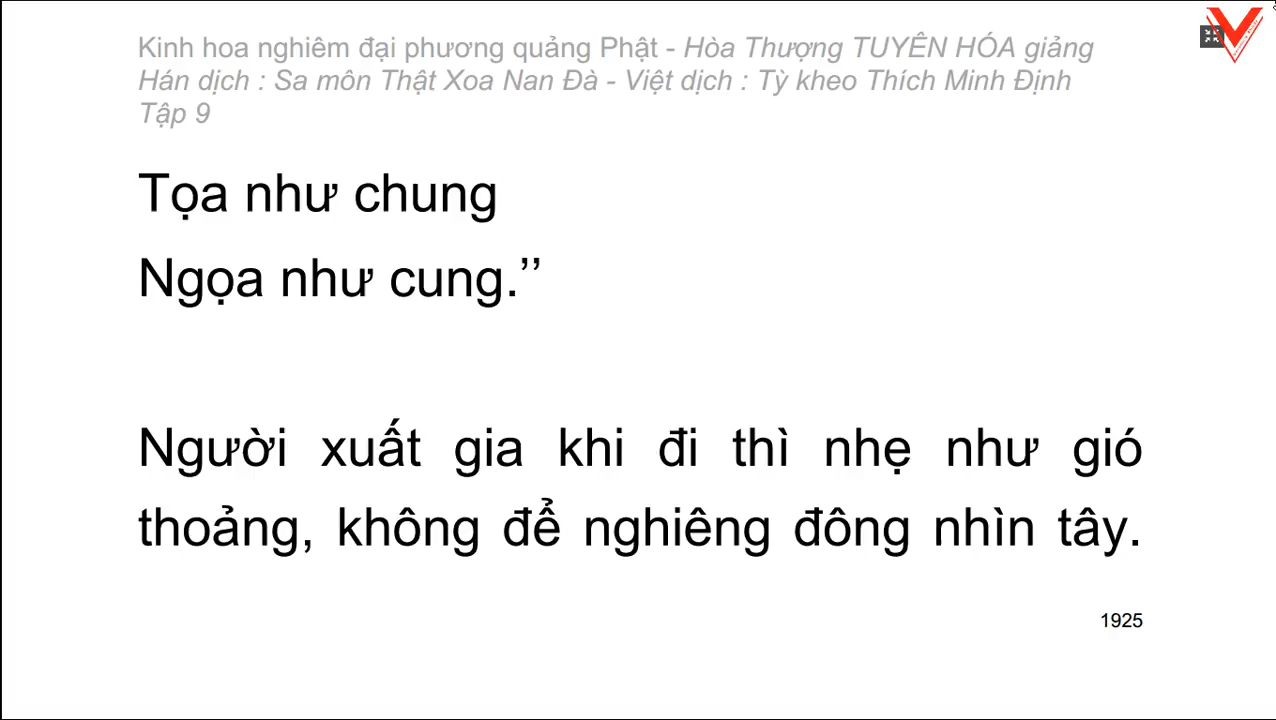 Kinh hoa nghiêm đại phương quảng Phật - Hòa Thượng TUYÊN HÓA giảng
Hán dịch : Sa môn Thật Xoa Nan Đà - Việt dịch : Tỳ kheo Thích Minh Định
Tập 9
Tọa như chung
Ngọa như cung.’’
Người xuất gia khi đi thì nhẹ như gió
thoảng, không để nghiêng đông nhìn tây.
1925